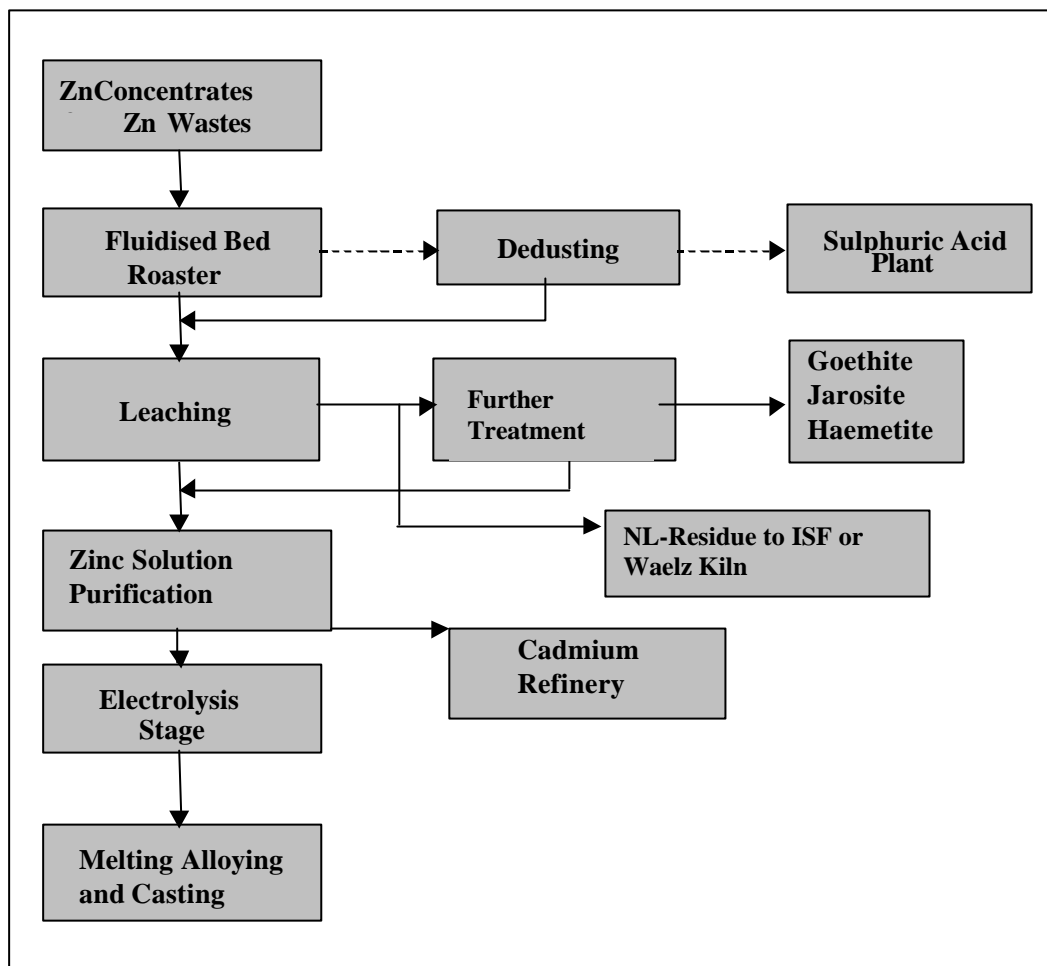 ZnConcentrates
Zn Wastes
Fluidised Bed
Roaster
Dedusting
Sulphuric Acid
Plant
Leaching
Further
Treatment
Goethite
Jarosite
Haemetite
NL-Residue to ISF or
Waelz Kiln
Zinc Solution
Purification
Cadmium
Refinery
Electrolysis
Stage
Melting Alloying
and Casting